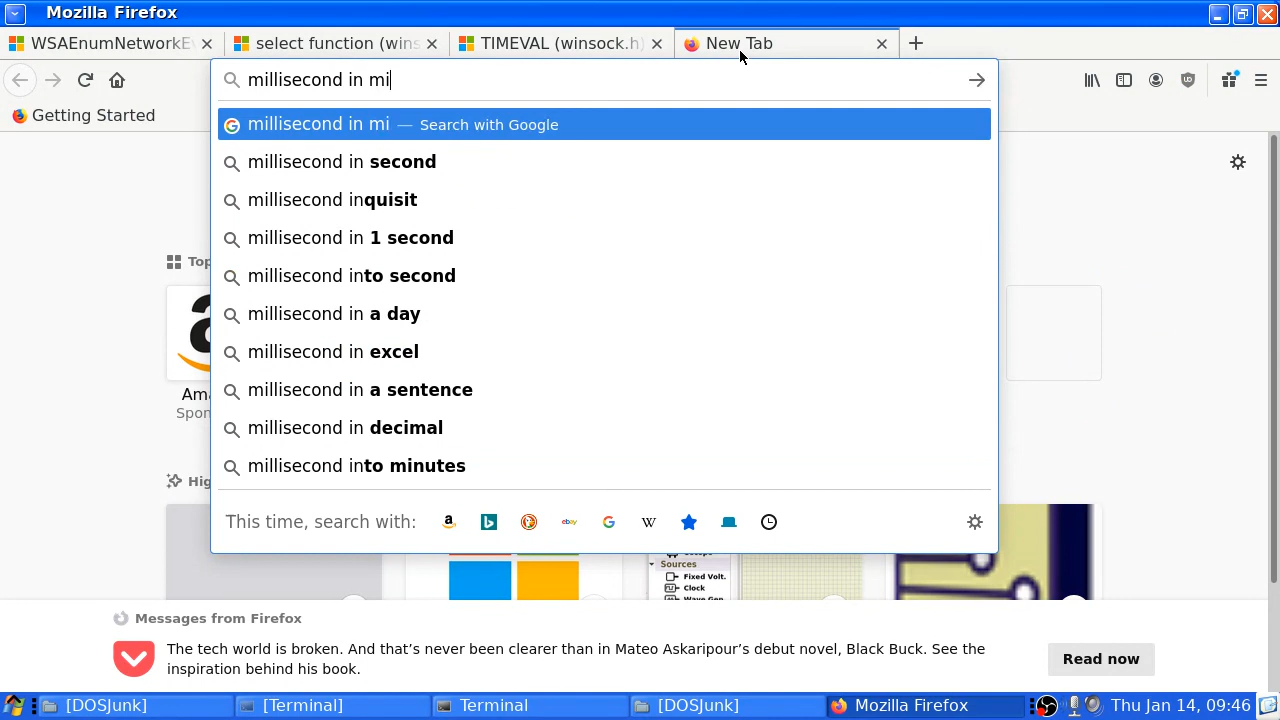 Mozilla Firefox
WSAEnumNetworkEv
select function (wins
TIMEVAL (winsock.h)
New Tab
millisecond in mi
Getting Started
millisecond in mi — Search with Google
millisecond in second
millisecond inquisit
millisecond in 1 second
millisecond into second
millisecond in a day
millisecond in excel
millisecond in a sentence
millisecond in decimal
millisecond into minutes
This time, search with:
Top
Ama
Spon
Hig
Sources
Fixed Volt.
Clock
Wave Gen
Messages from Firefox
The tech world is broken. And that's never been clearer than in Mateo Askaripour's debut novel, Black Buck. See the
inspiration behind his book.
Read now
[DOSJunk]
[Terminal]
Terminal
[DOSJunk]
Mozilla Firefox
Thu Jan 14, 09:46